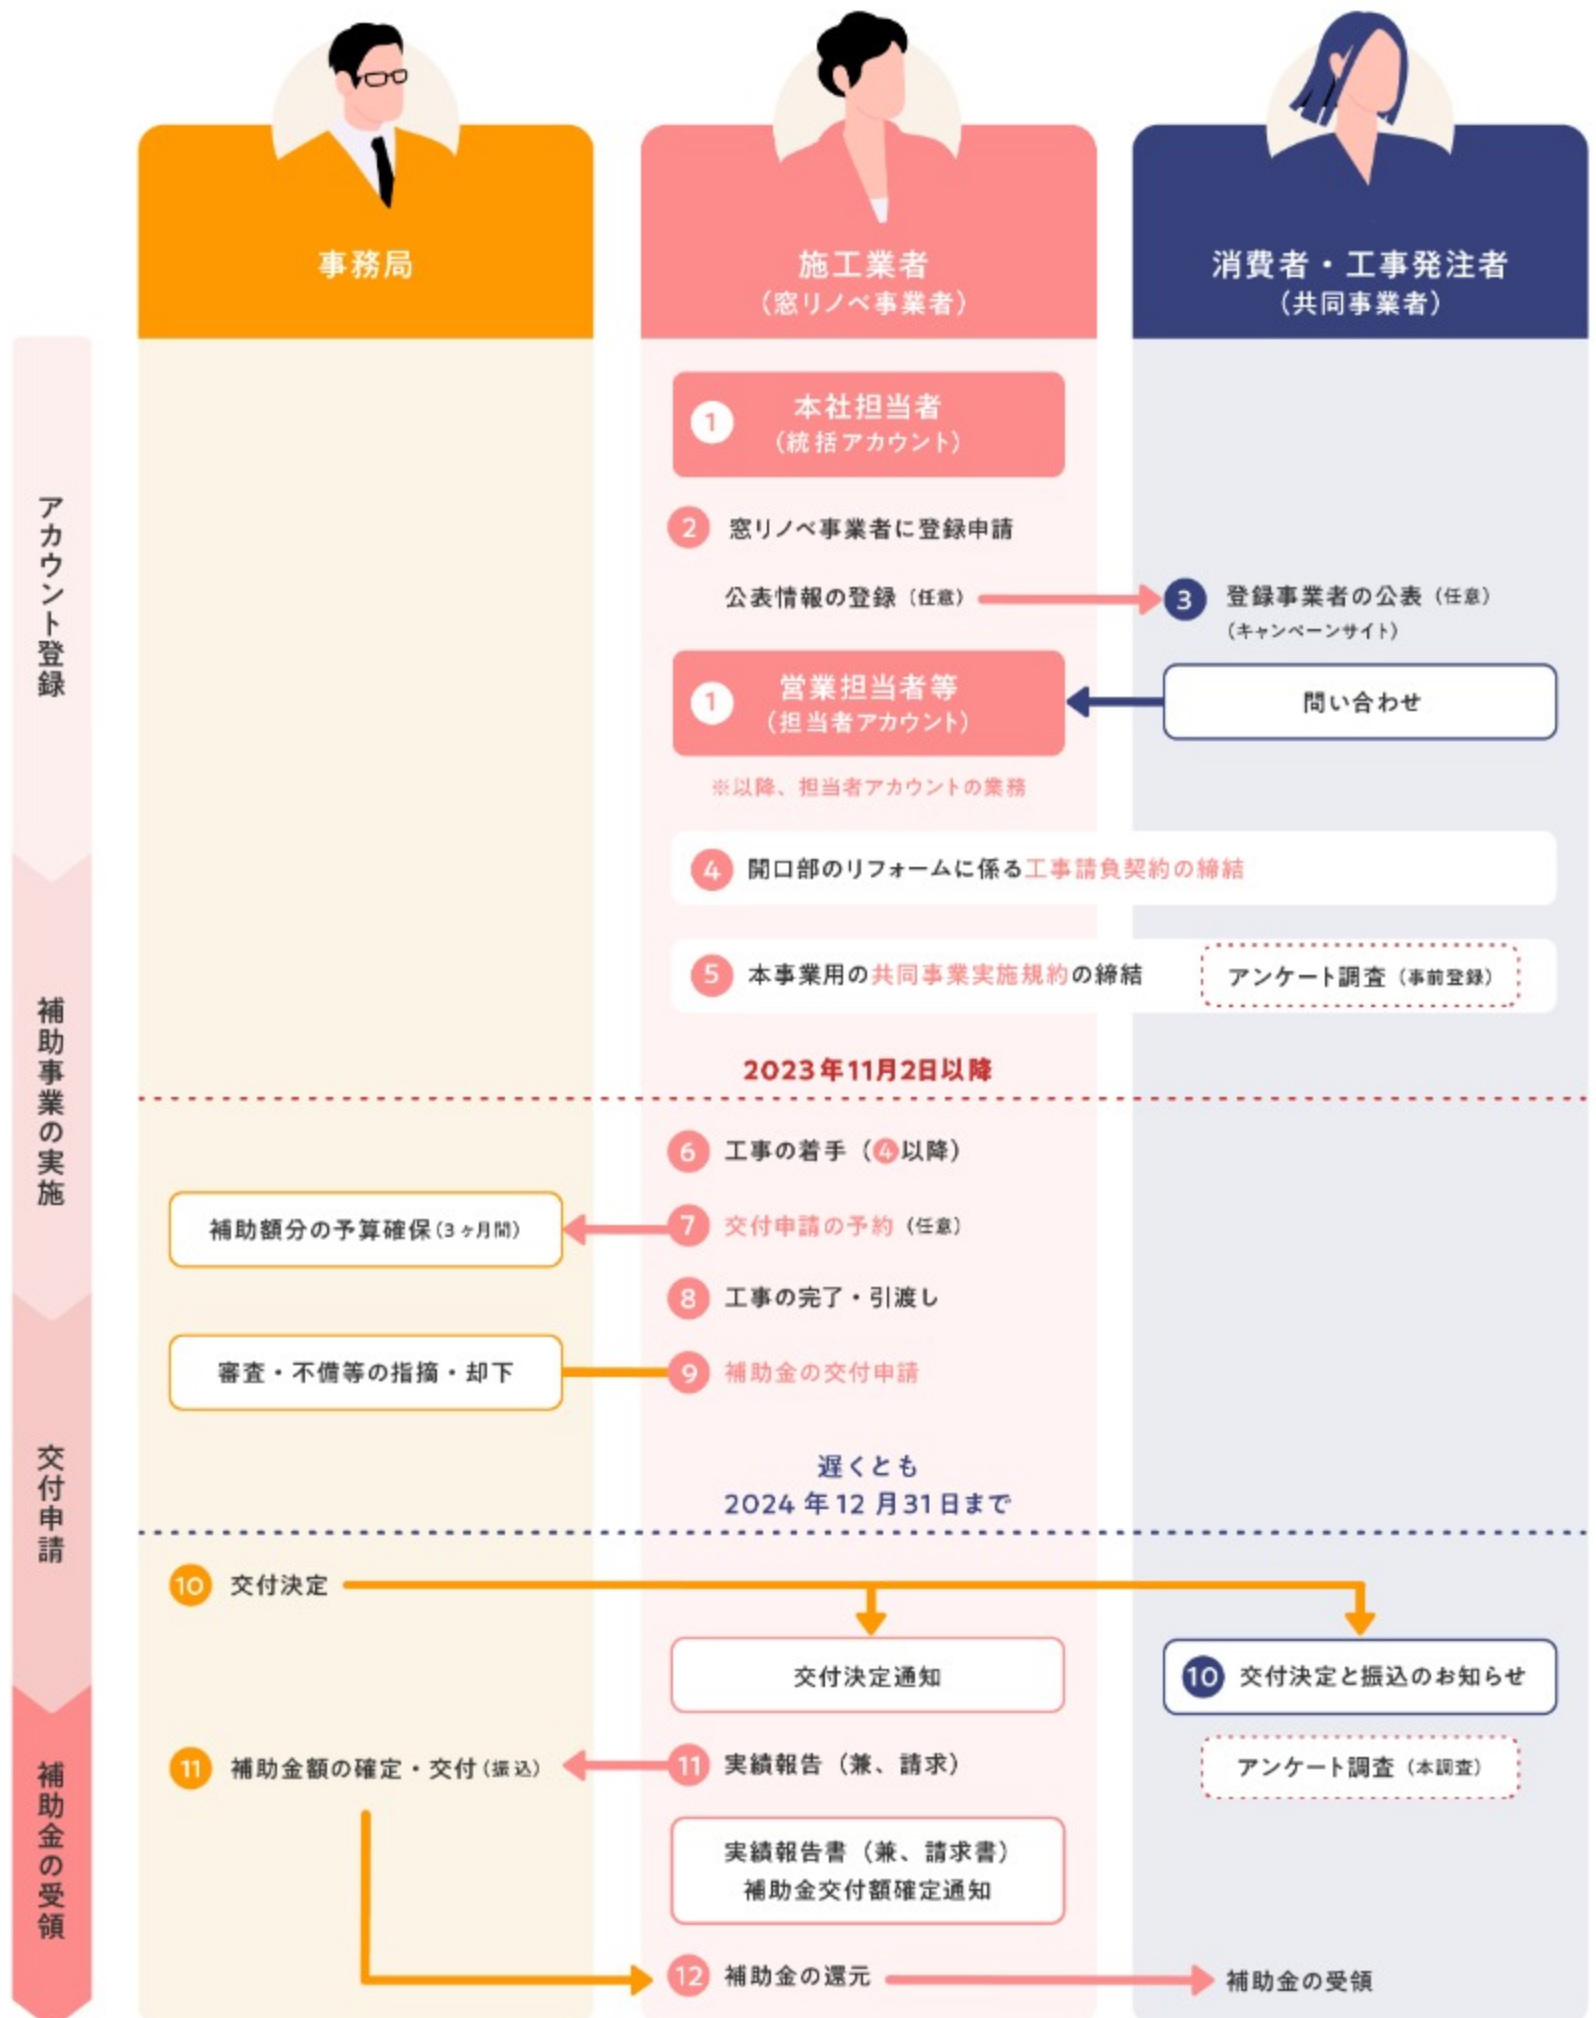 事務局
施工業者
(窓リノベ事業者)
消費者・工事発注者
(共同事業者)
アカウント登録
1 本社担当者
(統括アカウント)
2 窓リノベ事業者に登録申請
公表情報の登録(任意)
3 登録事業者の公表(任意)
(キャンペーンサイト)
1 営業担当者等
(担当者アカウント)
問い合わせ
※以降、担当者アカウントの業務
補助事業の実施
4 開口部のリフォームに係る工事請負契約の締結
5 本事業用の共同事業実施規約の締結
アンケート調査(事前登録)
2023年11月2日以降
6 工事の着手(4以降)
補助額分の予算確保(3ヶ月間)
7 交付申請の予約(任意)
8 工事の完了・引渡し
交付申請
審査・不備等の指摘・却下
9 補助金の交付申請
遅くとも
2024年12月31日まで
10 交付決定
交付決定通知
10 交付決定と振込のお知らせ
補助金の受領
11 補助金額の確定・交付(振込)
11 実績報告(兼、請求)
アンケート調査(本調査)
実績報告書(兼、請求書)
補助金交付額確定通知
12 補助金の還元
補助金の受領